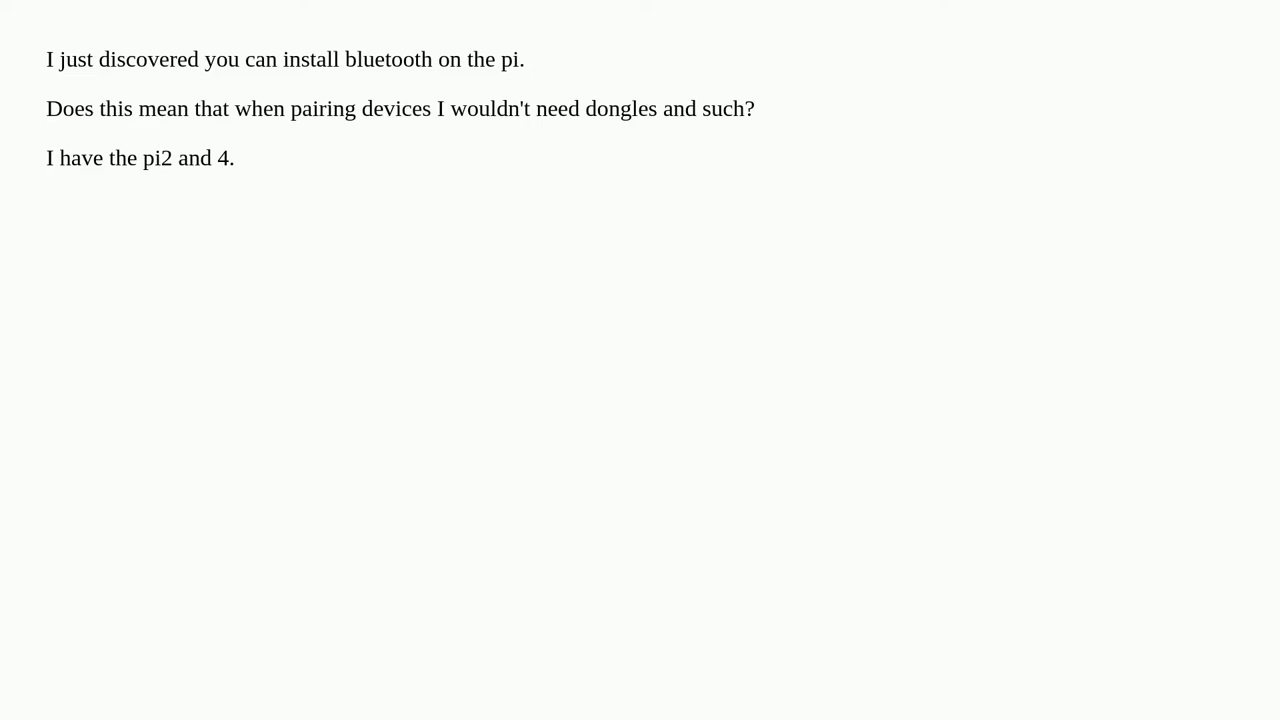 I just discovered you can install bluetooth on the pi.
Does this mean that when pairing devices I wouldn't need dongles and such?
I have the pi2 and 4.